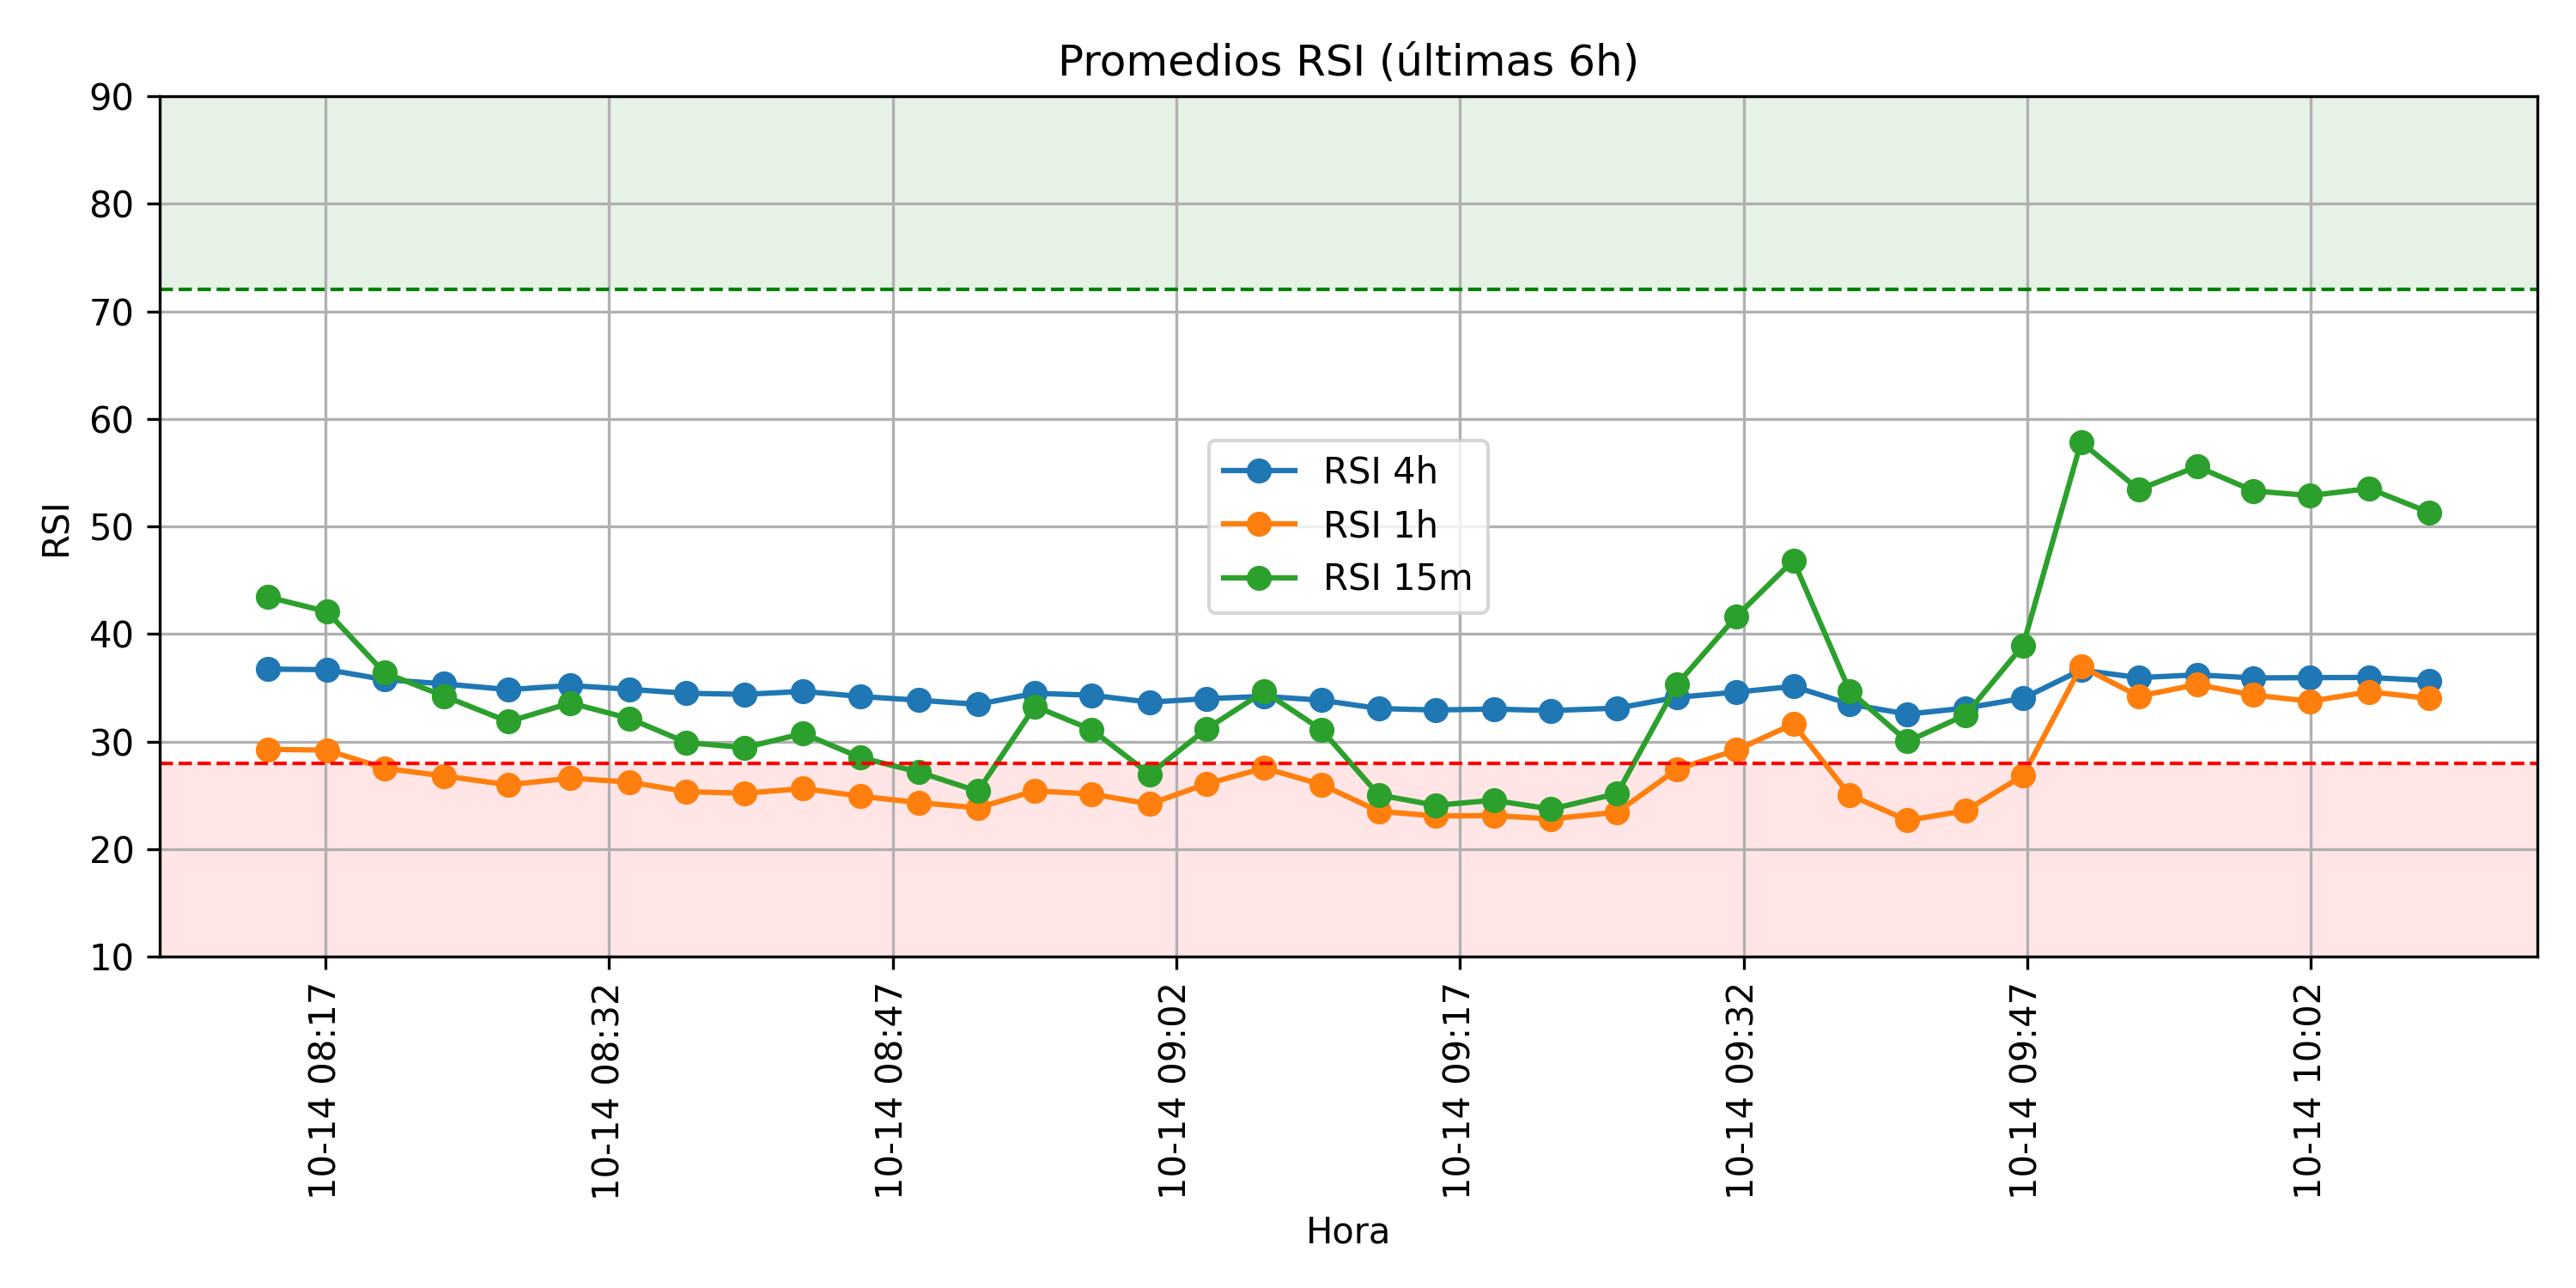 Promedios RSI (últimas 6h)
90
80
70
60
50
40
30
20
10
RSI
RSI 4h
RSI 1h
RSI 15m
10-14 08:17
10-14 08:32
10-14 08:47
10-14 09:02
10-14 09:17
10-14 09:32
10-14 09:47
10-14 10:02
Hora